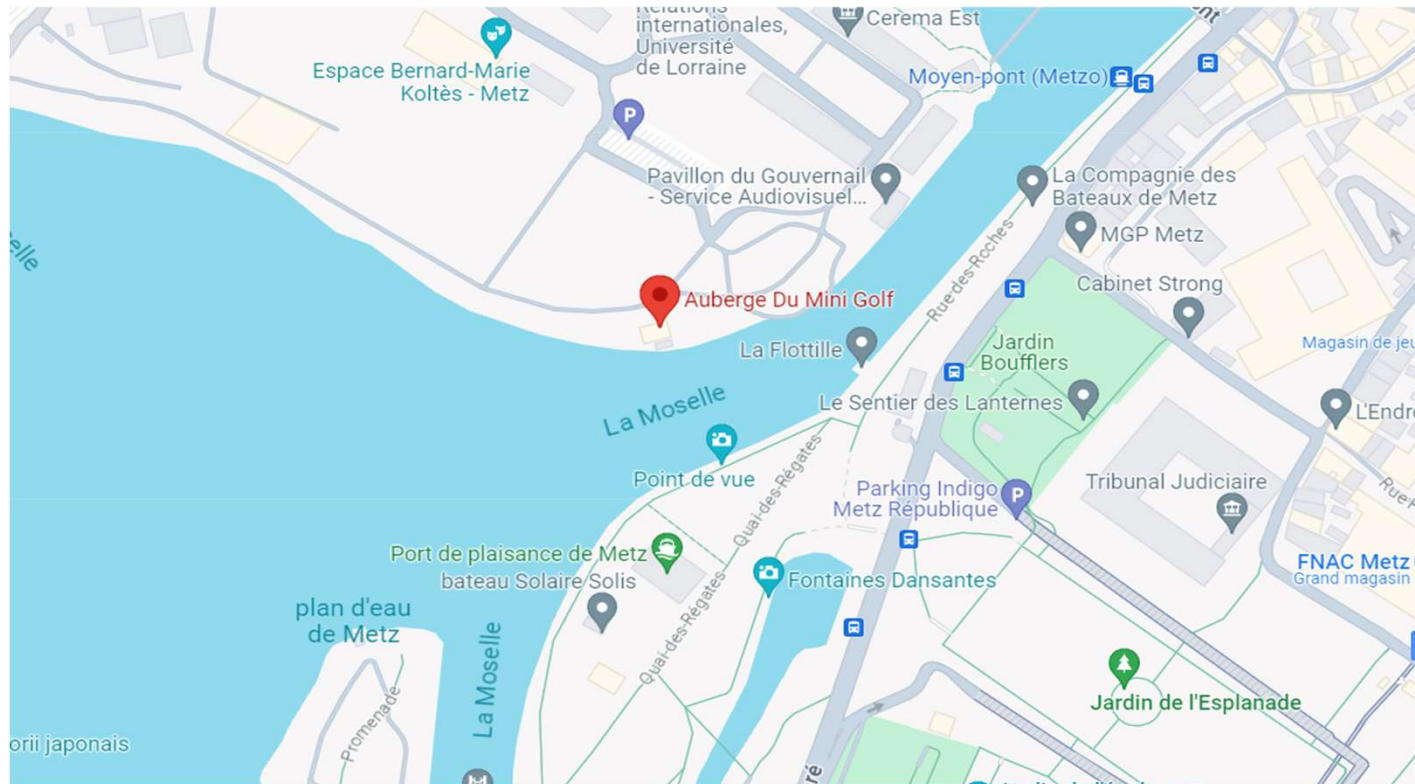 Relations
internationales,
Université
de Lorraine
Cerema Est
Espace Bernard-Marie
Koltès - Metz
Moyen-pont (Metzo)
P
Pavillon du Gouvernail
- Service Audiovisuel...
La Compagnie des
Bateaux de Metz
MGP Metz
Auberge Du Mini Golf
Rue-des-Roches
Cabinet Strong
La Flottille
Jardin
Boufflers
Magasin de jeu
La Moselle
Le Sentier des Lanternes
L'Endro
Point de vue
Quai-des-Régates
Parking Indigo
Metz République
P
Tribunal Judiciaire
Port de plaisance de Metz
bateau Solaire Solis
Fontaines Dansantes
FNAC Metz
Grand magasin
plan d'eau
de Metz
La Moselle
Quai-des-Régates
Promenade
Jardin de l'Esplanade
orii japonais